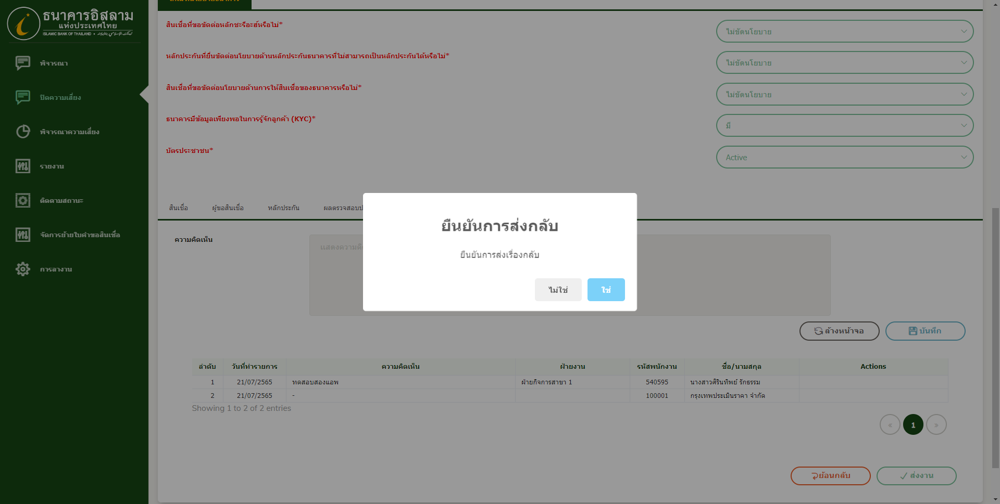 ธนาคารอิสลาม
แห่งประเทศไทย
ISLAMIC BANK OF THAILAND
พิจารณา
ปิดความเสี่ยง
พิจารณาความเสี่ยง
รายงาน
ติดตามสถานะ
จัดการย้ายใบคำขอสินเชื่อ
การลางาน
สินเชื่อที่ขอขัดต่อหลักชะรีอะฮ์หรือไม่*
ไม่ขัดนโยบาย
หลักประกันที่ยื่นขัดต่อนโยบายด้านหลักประกันธนาคารที่ไม่สามารถเป็นหลักประกันได้หรือไม่*
ไม่ขัดนโยบาย
สินเชื่อที่ขอขัดต่อนโยบายด้านการให้สินเชื่อของธนาคารหรือไม่*
ไม่ขัดนโยบาย
ธนาคารมีข้อมูลเพียงพอในการรู้จักลูกค้า (KYC)*
มี
บัตรประชาชน*
Active
สินเชื่อ ผู้ขอสินเชื่อ หลักประกัน ผลตรวจสอบป
ความคิดเห็น
แสดงความคิ
ยืนยันการส่งกลับ
ยืนยันการส่งเรื่องกลับ
ไม่ใช่ ใช่
ล้างหน้าจอ บันทึก
ลำดับ วันที่ทำรายการ ความคิดเห็น ฝ่ายงาน รหัสพนักงาน ชื่อ/นามสกุล Actions
1 21/07/2565 ทดสอบสองแอพ ฝ่ายกิจการสาขา 1 540595 นางสาวศิรินทิพย์ รักธรรม
2 21/07/2565 - 100001 กรุงเทพประเมินราคา จำกัด
Showing 1 to 2 of 2 entries
« 1 »
ย้อนกลับ ส่งงาน